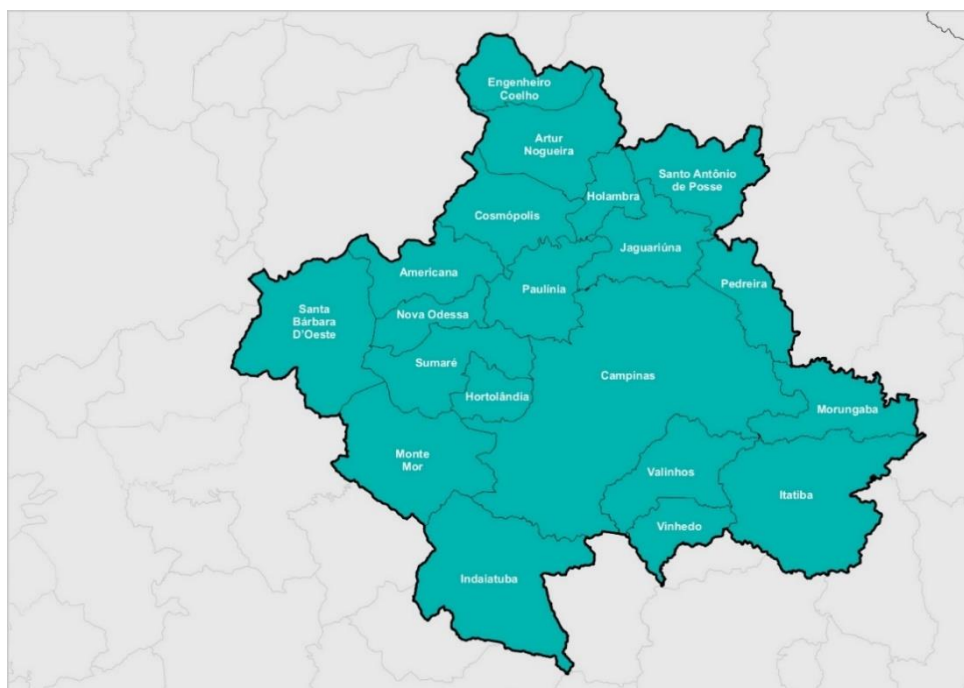 Engenheiro
Coelho
Artur
Nogueira
Santo Antônio
de Posse
Holambra
Cosmópolis
Jaguariúna
Americana
Pedreira
Paulínia
Santa
Bárbara
D'Oeste
Nova Odessa
Sumaré
Campinas
Hortolândia
Morungaba
Monte
Mor
Valinhos
Itatiba
Vinhedo
Indaiatuba